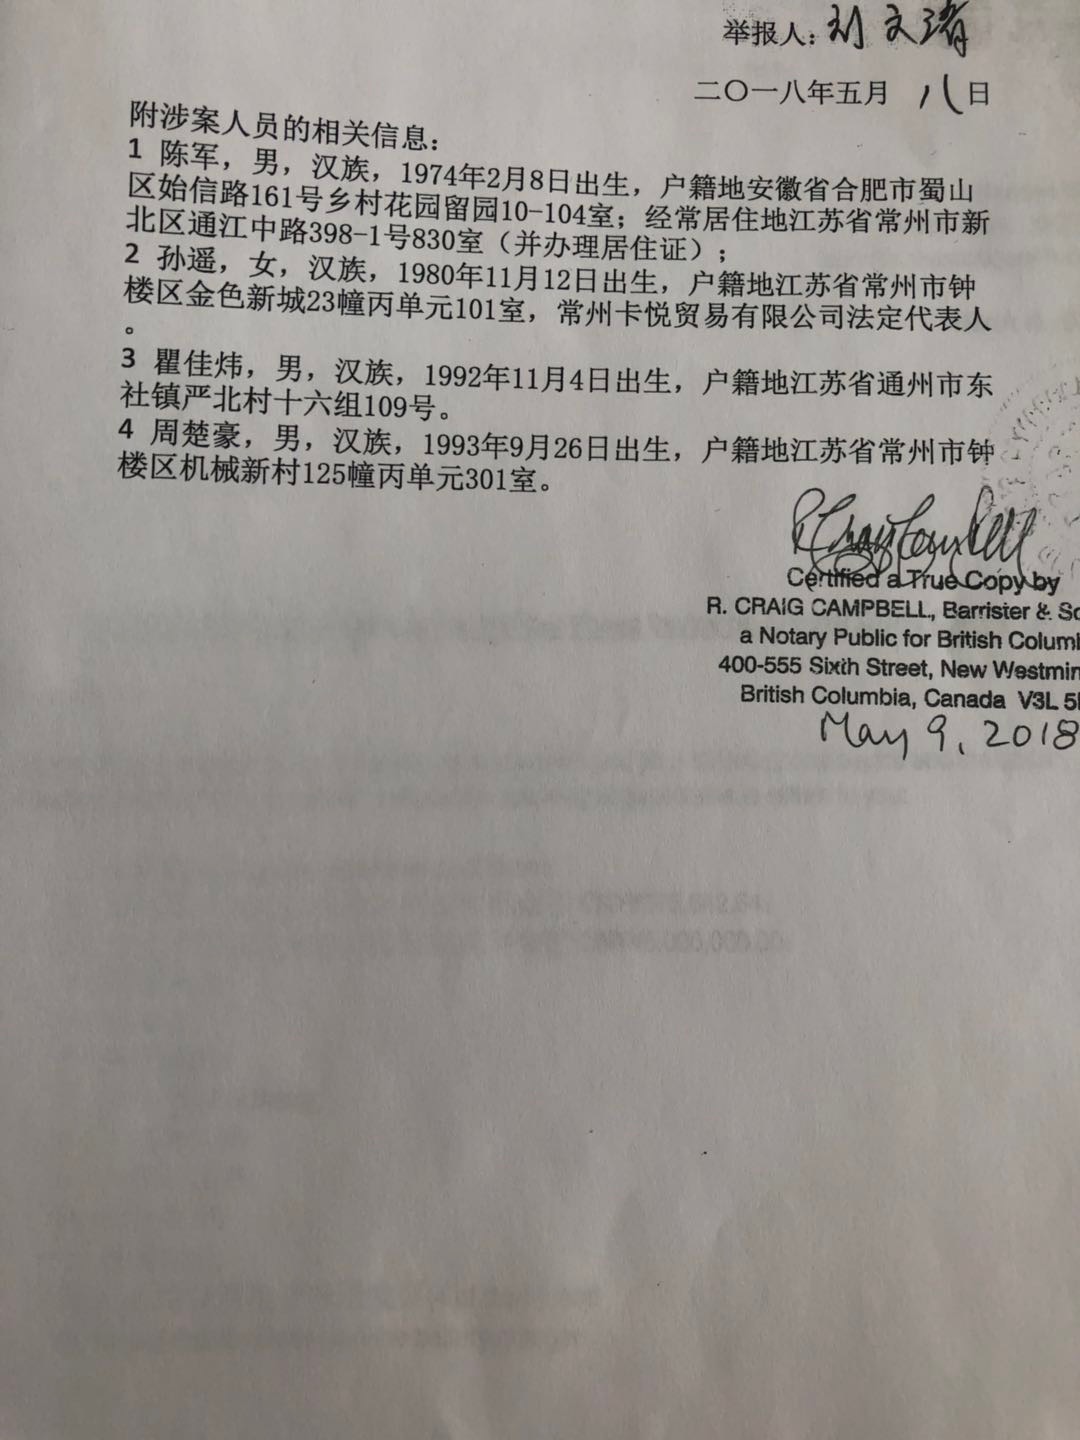 举报人：刘文渚
二〇一八年五月 八日
附涉案人员的相关信息：
1 陈军，男，汉族，1974年2月8日出生，户籍地安徽省合肥市蜀山
区始信路161号乡村花园留园10-104室；经常居住地江苏省常州市新
北区通江中路398-1号830室（并办理居住证）；
2 孙遥，女，汉族，1980年11月12日出生，户籍地江苏省常州市钟
楼区金色新城23幢丙单元101室，常州卡悦贸易有限公司法定代表人
。
3 瞿佳炜，男，汉族，1992年11月4日出生，户籍地江苏省通州市东
社镇严北村十六组109号。
4 周楚豪，男，汉族，1993年9月26日出生，户籍地江苏省常州市钟
楼区机械新村125幢丙单元301室。
Certified a True Copy by
R. CRAIG CAMPBELL, Barrister & So
a Notary Public for British Columb
400-555 Sixth Street, New Westmin
British Columbia, Canada V3L 5
May 9, 2018